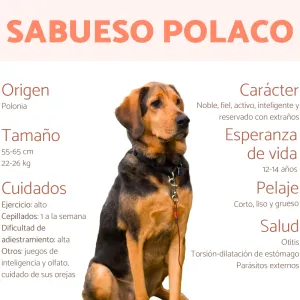 SABUESO POLACO
Origen
Polonia
Tamaño
55-65 cm
22-26 kg
Cuidados
Ejercicio: alto
Cepillados: 1 a la semana
Dificultad de
adiestramiento: alta
Otros: juegos de
inteligencia y olfato,
cuidado de sus orejas
Carácter
Noble, fiel, activo, inteligente y
reservado con extraños
Esperanza
de vida
12-14 años
Pelaje
Corto, liso y grueso
Salud
Otitis
Torsión-dilatación de estómago
Parásitos externos